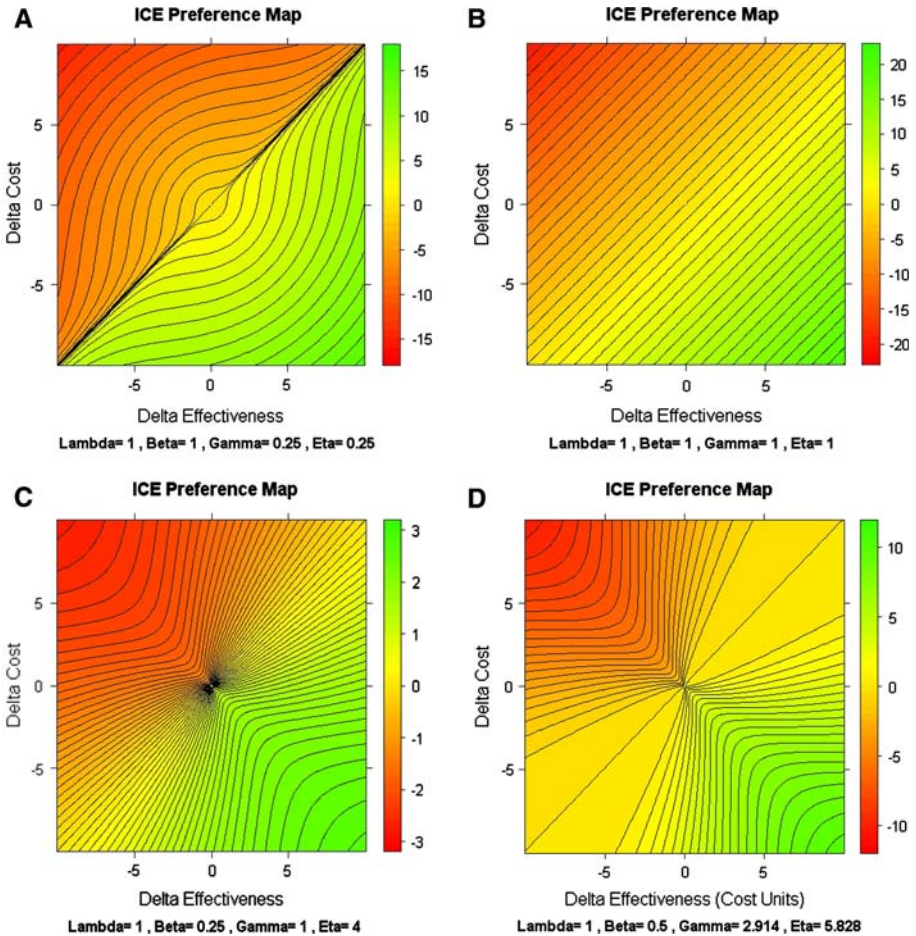 A
ICE Preference Map
Delta Cost
5
0
-5
-5
0
5
15
10
5
0
-5
-10
-15
Delta Effectiveness
Lambda= 1 , Beta= 1 , Gamma= 0.25 , Eta= 0.25
B
ICE Preference Map
Delta Cost
5
0
-5
-5
0
5
20
15
10
5
0
-5
-10
-15
-20
Delta Effectiveness
Lambda= 1 , Beta= 1 , Gamma= 1 , Eta= 1
C
ICE Preference Map
Delta Cost
5
0
-5
-5
0
5
3
2
1
0
-1
-2
-3
Delta Effectiveness
Lambda= 1 , Beta= 0.25 , Gamma= 1 , Eta= 4
D
ICE Preference Map
Delta Cost
5
0
-5
-5
0
5
10
5
0
-5
-10
Delta Effectiveness (Cost Units)
Lambda= 1 , Beta= 0.5 , Gamma= 2.914 , Eta= 5.828